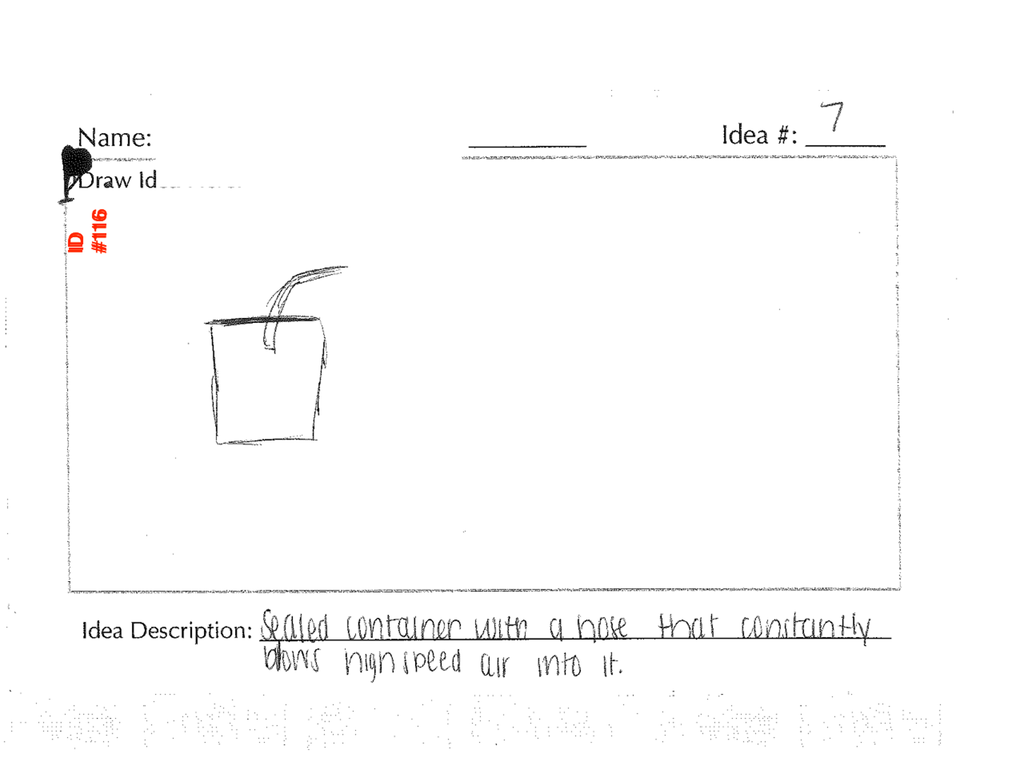 Name:
Idea #: 7
Draw Id
ID
#116
Idea Description: Sealed container with a hose that constantly
blows high speed air into it.